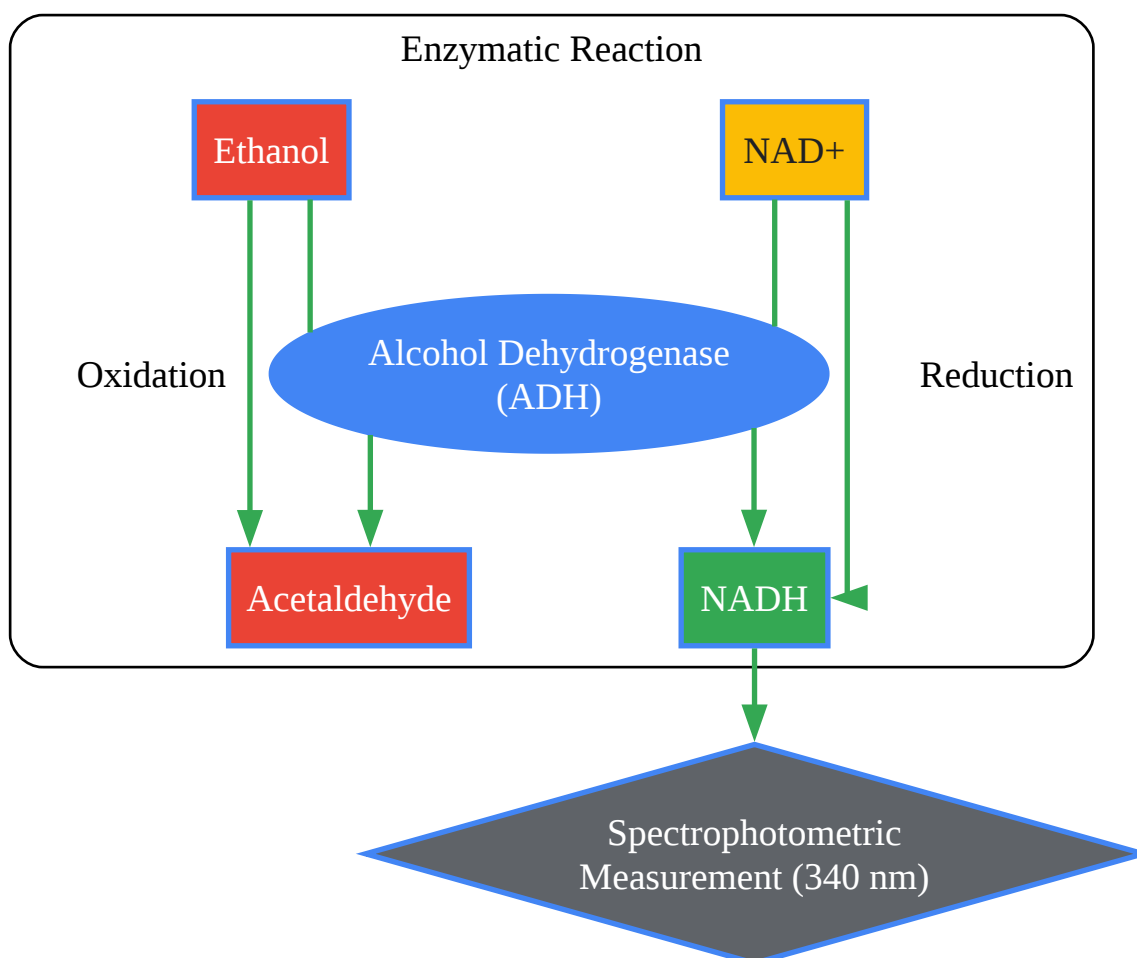 Enzymatic Reaction
Ethanol
NAD+
Alcohol Dehydrogenase
(ADH)
Oxidation
Reduction
Acetaldehyde
NADH
Spectrophotometric
Measurement (340 nm)